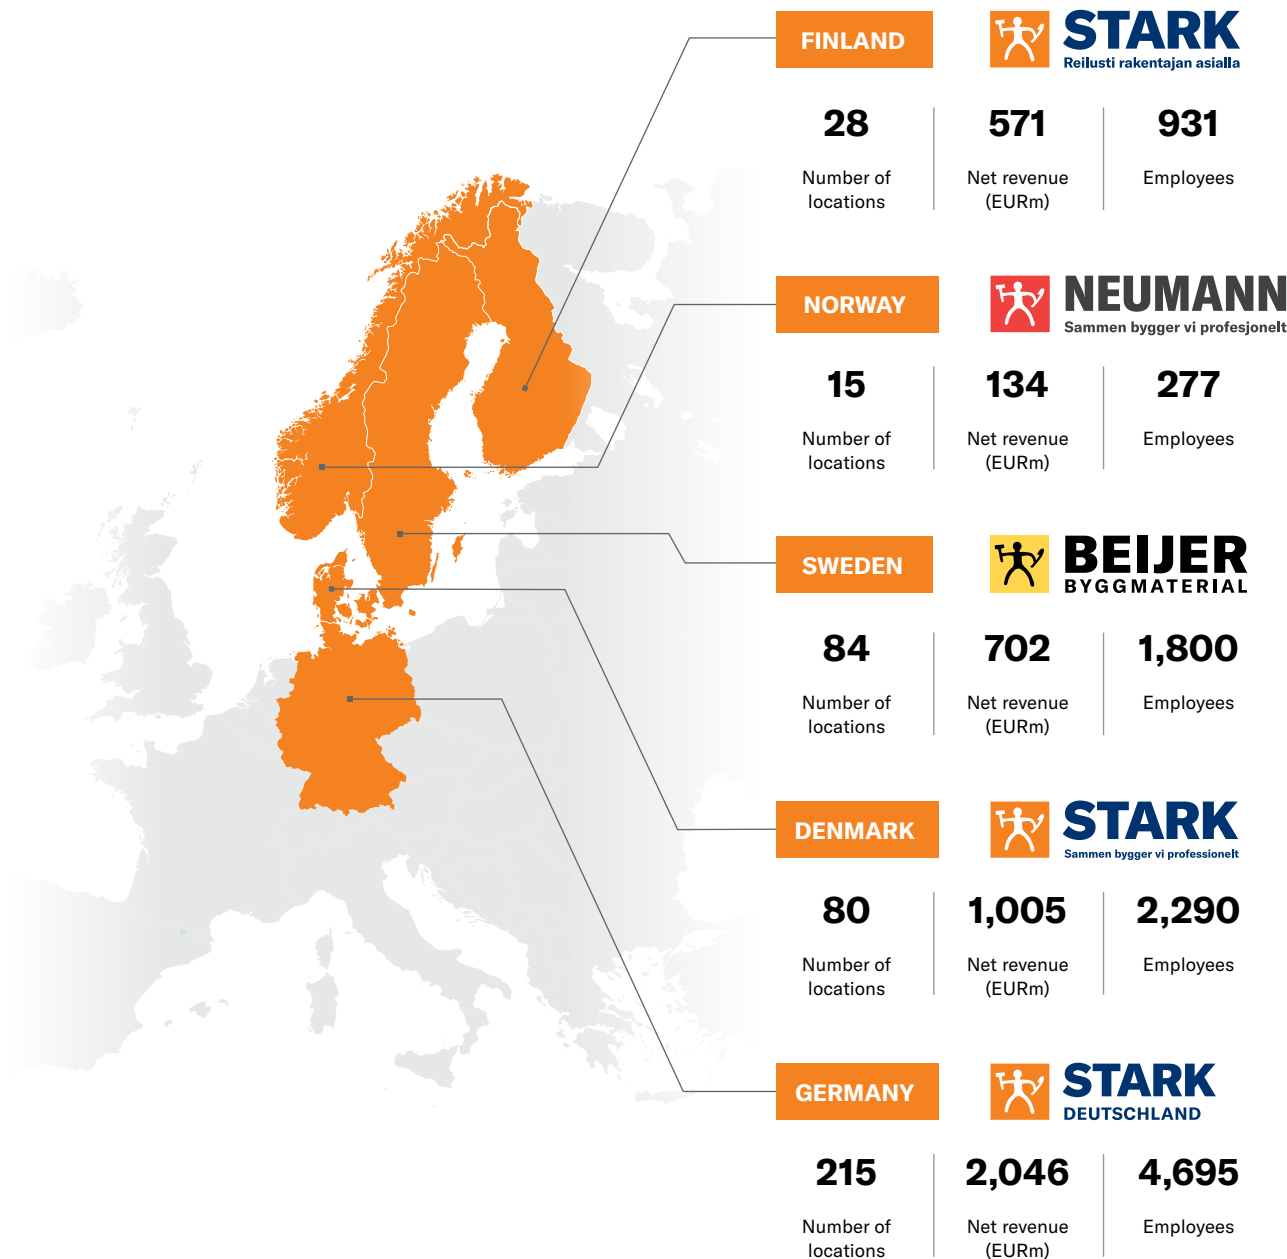 FINLAND
STARK
Reilusti rakentajan asialla
28
571
931
Number of
locations
Net revenue
(EURm)
Employees
NORWAY
NEUMANN
Sammen bygger vi profesjonelt
15
134
277
Number of
locations
Net revenue
(EURm)
Employees
SWEDEN
BEIJER
BYGGMATERIAL
84
702
1,800
Number of
locations
Net revenue
(EURm)
Employees
DENMARK
STARK
Sammen bygger vi professionelt
80
1,005
2,290
Number of
locations
Net revenue
(EURm)
Employees
GERMANY
STARK
DEUTSCHLAND
215
2,046
4,695
Number of
locations
Net revenue
(EURm)
Employees